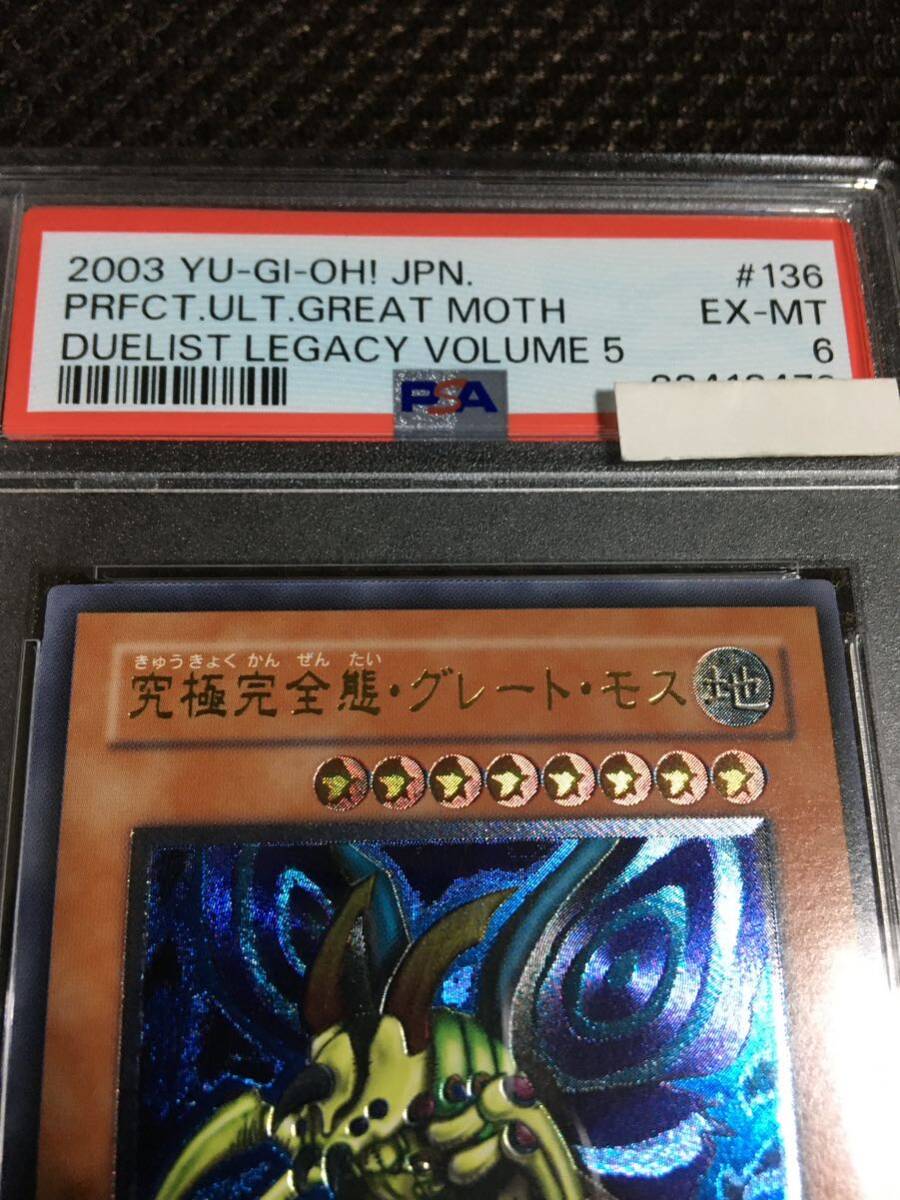 2003 YU-GI-OH! JPN. #136
PRFCT.ULT.GREAT MOTH EX-MT
DUELIST LEGACY VOLUME 5 6
PSA
きゅうきょくかんぜんたい
究極完全態・グレート・モス 地